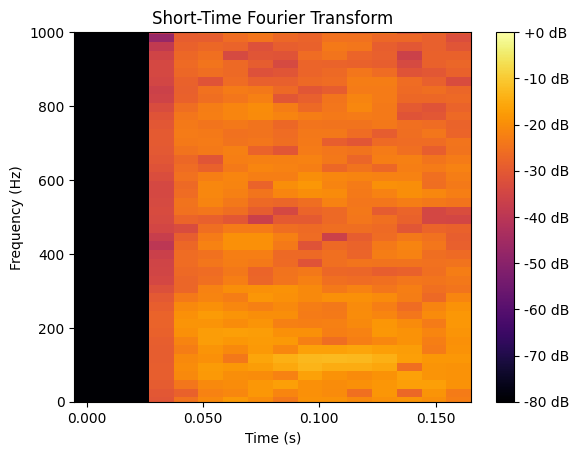 Short-Time Fourier Transform
1000
800
600
400
200
0
Frequency (Hz)
0.000
0.050
0.100
0.150
Time (s)
+0 dB
-10 dB
-20 dB
-30 dB
-40 dB
-50 dB
-60 dB
-70 dB
-80 dB